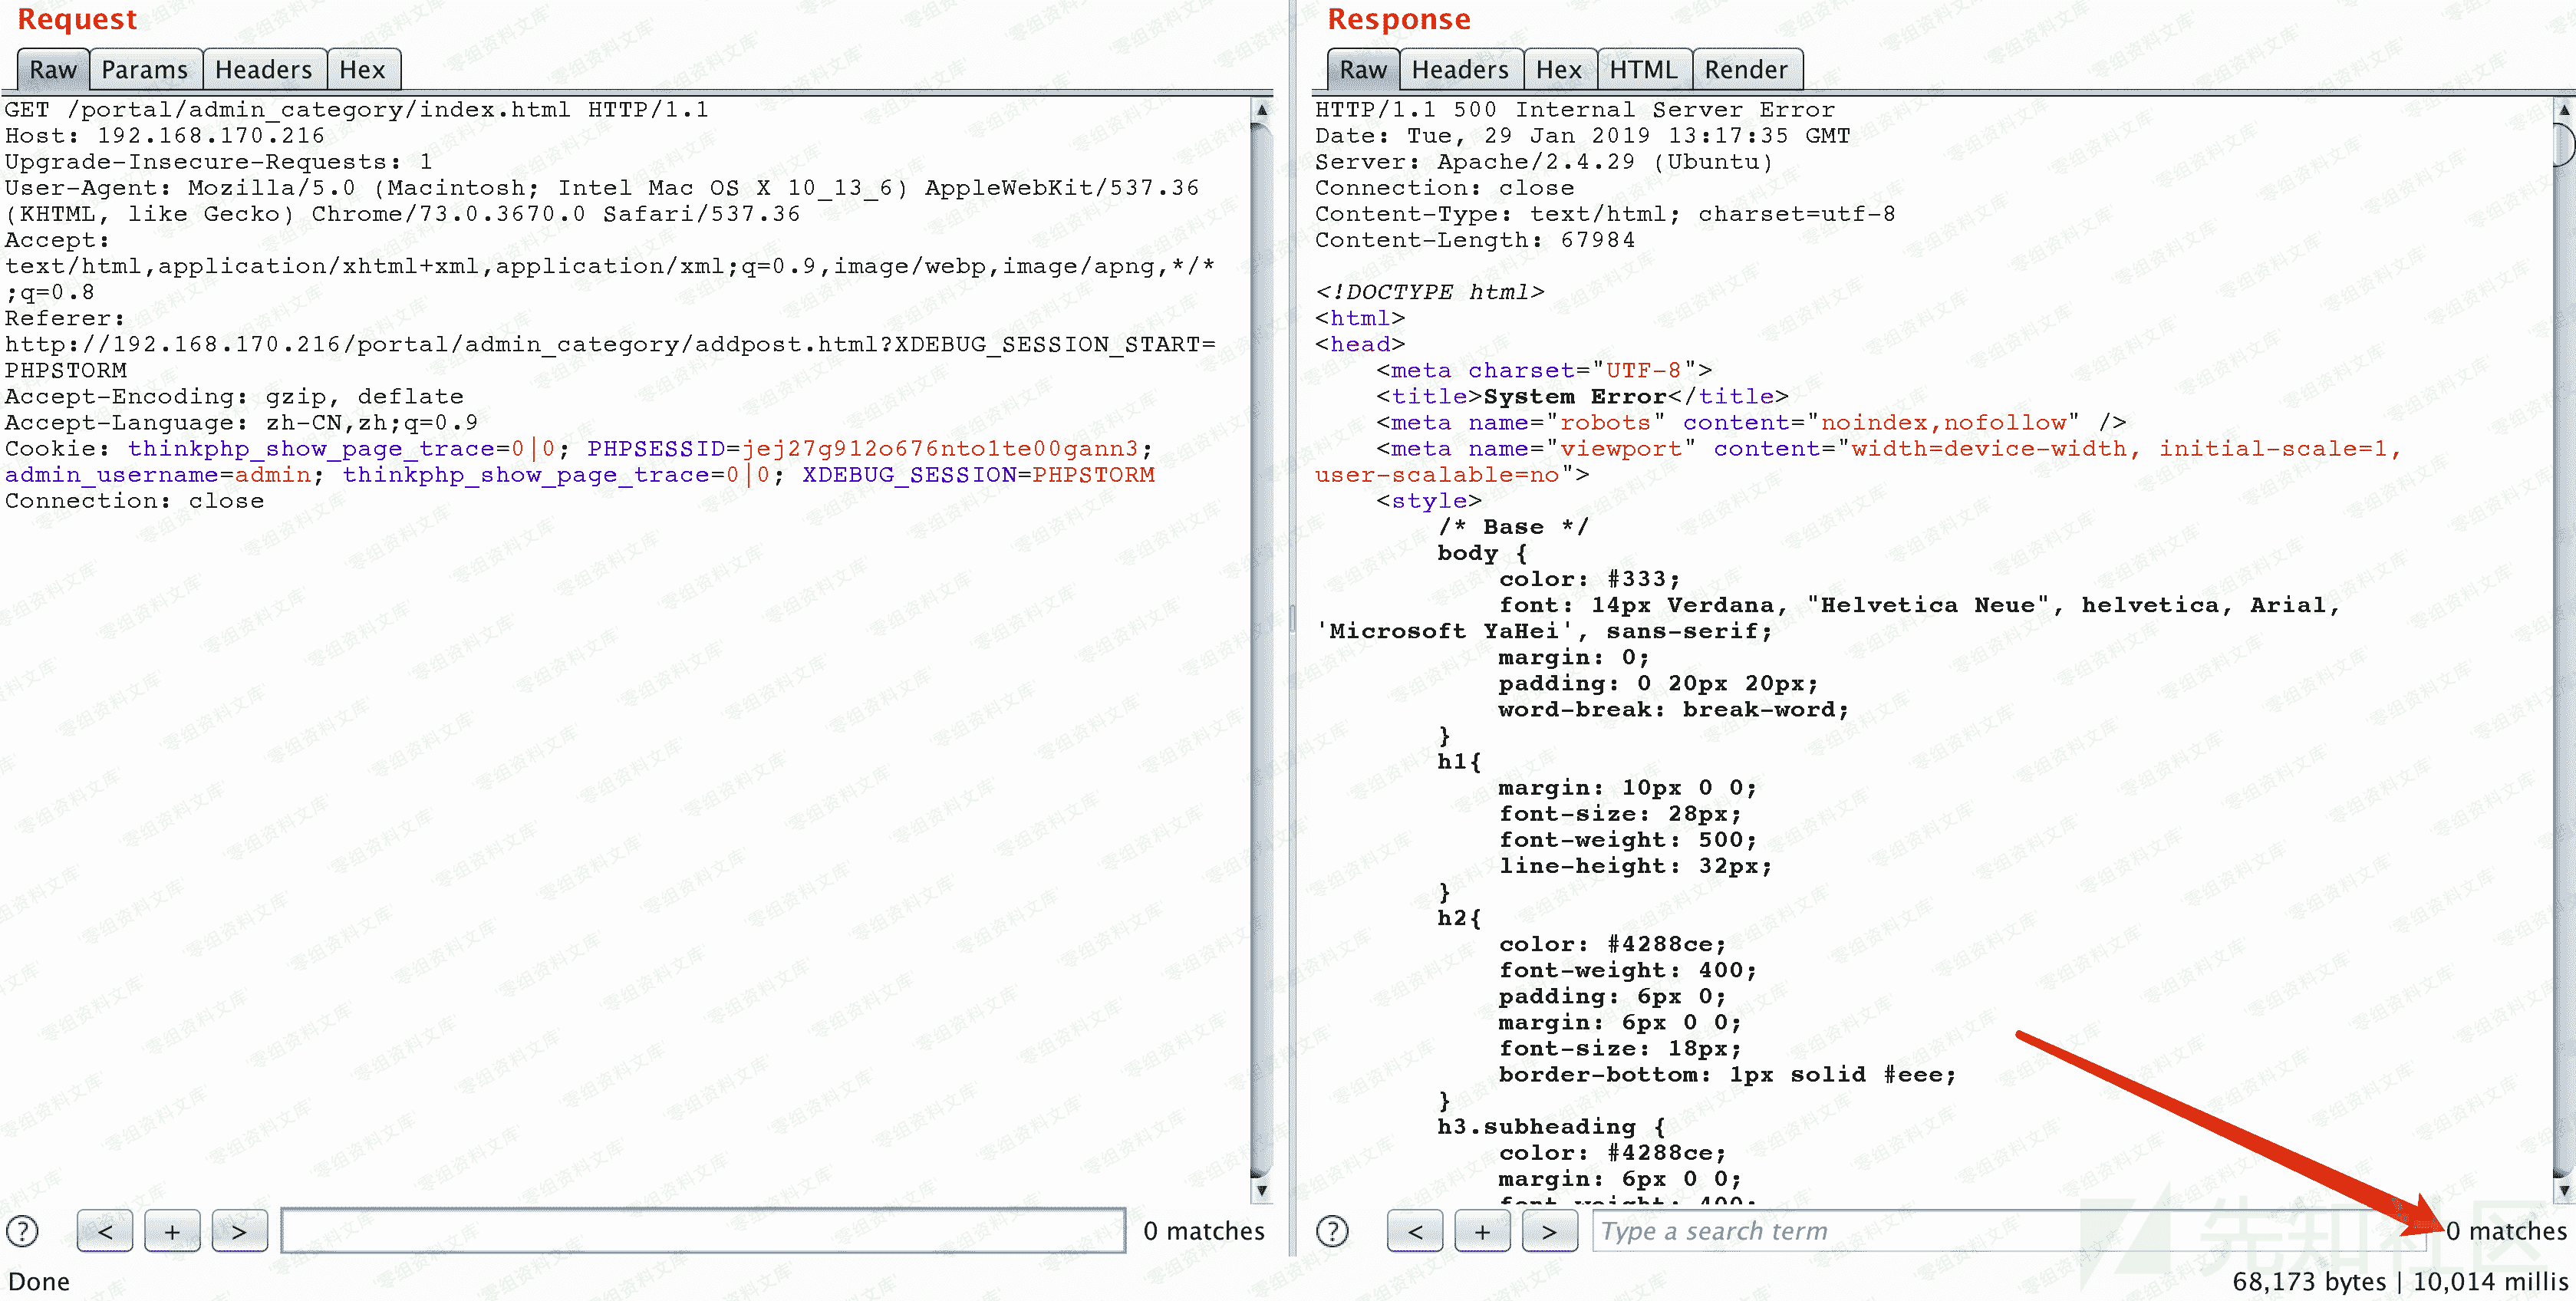 Request
Raw Params Headers Hex
GET /portal/admin_category/index.html HTTP/1.1
Host: 192.168.170.216
Upgrade-Insecure-Requests: 1
User-Agent: Mozilla/5.0 (Macintosh; Intel Mac OS X 10_13_6) AppleWebKit/537.36
(KHTML, like Gecko) Chrome/73.0.3670.0 Safari/537.36
Accept:
text/html,application/xhtml+xml,application/xml;q=0.9,image/webp,image/apng,*/*
;q=0.8
Referer:
http://192.168.170.216/portal/admin_category/addpost.html?XDEBUG_SESSION_START=
PHPSTORM
Accept-Encoding: gzip, deflate
Accept-Language: zh-CN,zh;q=0.9
Cookie: thinkphp_show_page_trace=0|0; PHPSESSID=jej27g912o676nto1te00gann3;
admin_username=admin; thinkphp_show_page_trace=0|0; XDEBUG_SESSION=PHPSTORM
Connection: close
? < + > 0 matches
Done
Response
Raw Headers Hex HTML Render
HTTP/1.1 500 Internal Server Error
Date: Tue, 29 Jan 2019 13:17:35 GMT
Server: Apache/2.4.29 (Ubuntu)
Connection: close
Content-Type: text/html; charset=utf-8
Content-Length: 67984
<!DOCTYPE html>
<html>
<head>
<meta charset="UTF-8">
<title>System Error</title>
<meta name="robots" content="noindex,nofollow" />
<meta name="viewport" content="width=device-width, initial-scale=1,
user-scalable=no">
<style>
/* Base */
body {
color: #333;
font: 14px Verdana, "Helvetica Neue", helvetica, Arial,
'Microsoft YaHei', sans-serif;
margin: 0;
padding: 0 20px 20px;
word-break: break-word;
}
h1{
margin: 10px 0 0;
font-size: 28px;
font-weight: 500;
line-height: 32px;
}
h2{
color: #4288ce;
font-weight: 400;
padding: 6px 0;
margin: 6px 0 0;
font-size: 18px;
border-bottom: 1px solid #eee;
}
h3.subheading {
color: #4288ce;
margin: 6px 0 0;
font-weight: 400;
? < + > Type a search term 0 matches
先知社区
68,173 bytes | 10,014 millis
零组资料文库